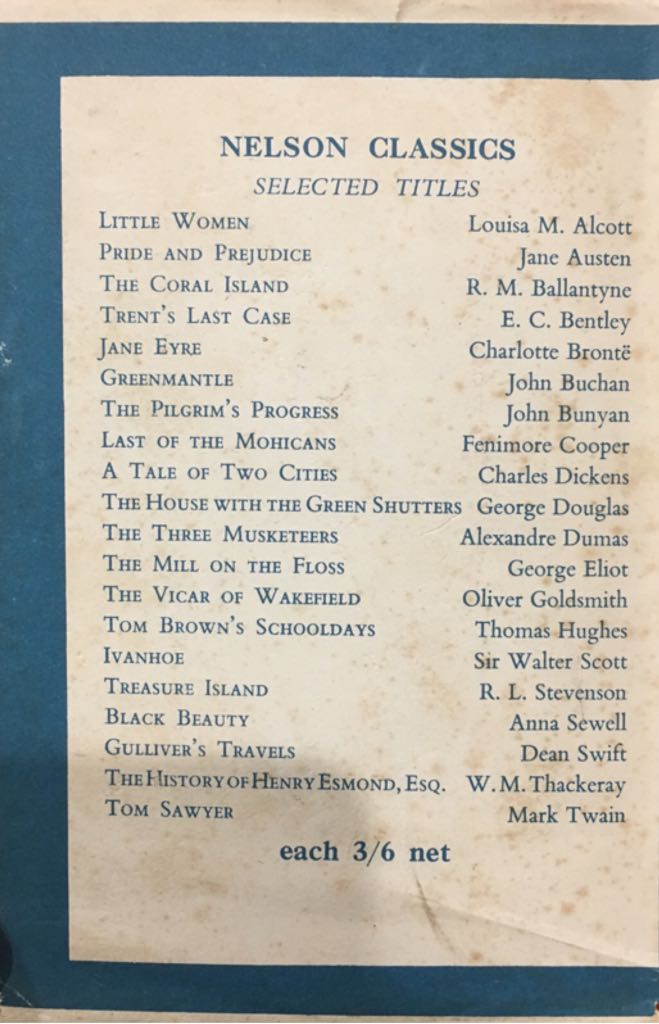 NELSON CLASSICS
SELECTED TITLES
LITTLE WOMEN Louisa M. Alcott
PRIDE AND PREJUDICE Jane Austen
THE CORAL ISLAND R. M. Ballantyne
TRENT'S LAST CASE E. C. Bentley
JANE EYRE Charlotte Brontë
GREENMANTLE John Buchan
THE PILGRIM'S PROGRESS John Bunyan
LAST OF THE MOHICANS Fenimore Cooper
A TALE OF TWO CITIES Charles Dickens
THE HOUSE WITH THE GREEN SHUTTERS George Douglas
THE THREE MUSKETEERS Alexandre Dumas
THE MILL ON THE FLOSS George Eliot
THE VICAR OF WAKEFIELD Oliver Goldsmith
TOM BROWN'S SCHOOLDAYS Thomas Hughes
IVANHOE Sir Walter Scott
TREASURE ISLAND R. L. Stevenson
BLACK BEAUTY Anna Sewell
GULLIVER'S TRAVELS Dean Swift
THE HISTORY OF HENRY ESMOND, ESQ. W. M. Thackeray
TOM SAWYER Mark Twain
each 3/6 net